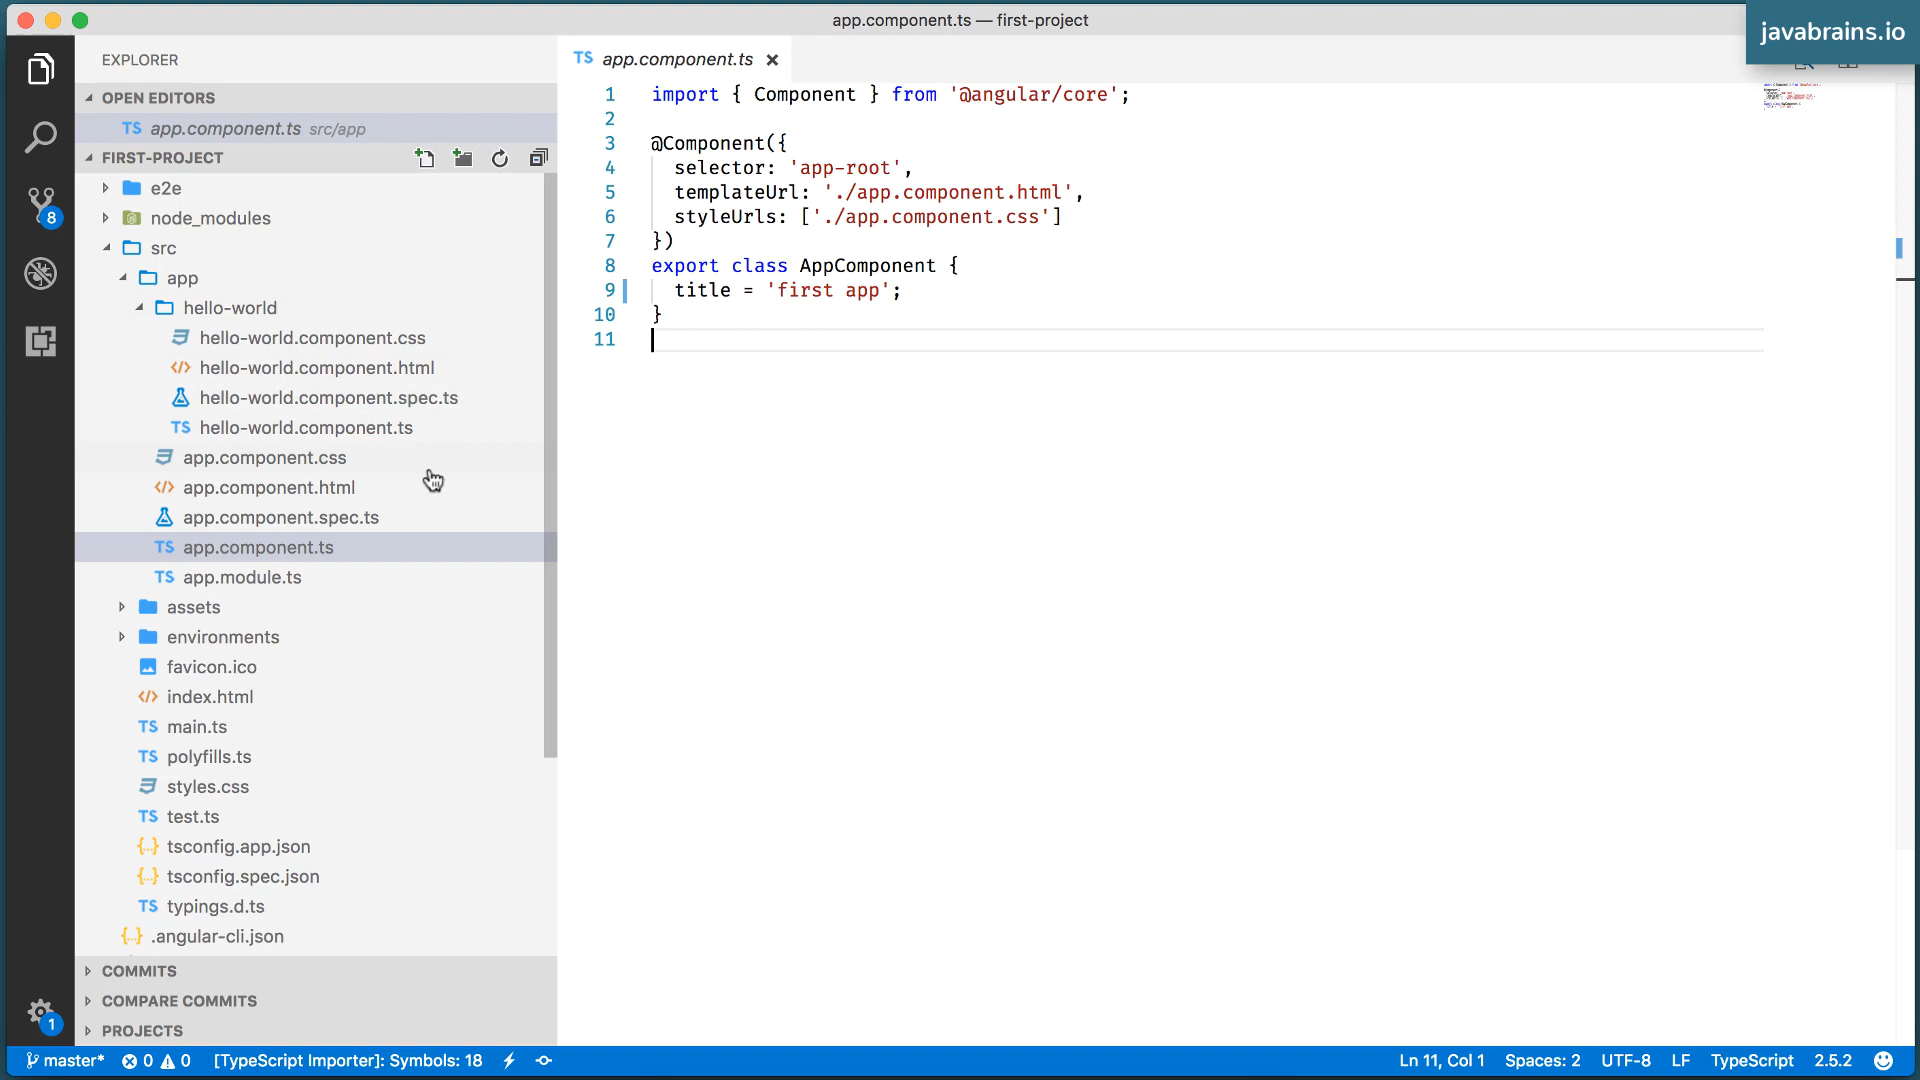 app.component.ts — first-project
javabrains.io
EXPLORER
TS app.component.ts ×
OPEN EDITORS
TS app.component.ts src/app
FIRST-PROJECT
e2e
node_modules
src
app
hello-world
hello-world.component.css
hello-world.component.html
hello-world.component.spec.ts
TS hello-world.component.ts
app.component.css
app.component.html
app.component.spec.ts
TS app.component.ts
TS app.module.ts
assets
environments
favicon.ico
index.html
TS main.ts
TS polyfills.ts
styles.css
TS test.ts
{..} tsconfig.app.json
{..} tsconfig.spec.json
TS typings.d.ts
{..} .angular-cli.json
COMMITS
COMPARE COMMITS
PROJECTS
8
1
1 import { Component } from '@angular/core';
2
3 @Component({
4 selector: 'app-root',
5 templateUrl: './app.component.html',
6 styleUrls: ['./app.component.css']
7 })
8 export class AppComponent {
9 title = 'first app';
10 }
11
master* 0 0 [TypeScript Importer]: Symbols: 18 Ln 11, Col 1 Spaces: 2 UTF-8 LF TypeScript 2.5.2